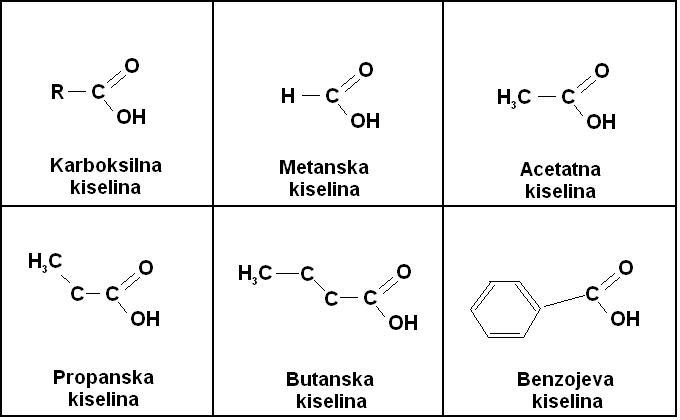 O
R C
OH
Karboksilna
kiselina
O
H C
OH
Metanska
kiselina
O
H₃C C
OH
Acetatna
kiselina
H₃C O
C C
OH
Propanska
kiselina
H₃C C O
C C
OH
Butanska
kiselina
O
C
OH
Benzojeva
kiselina